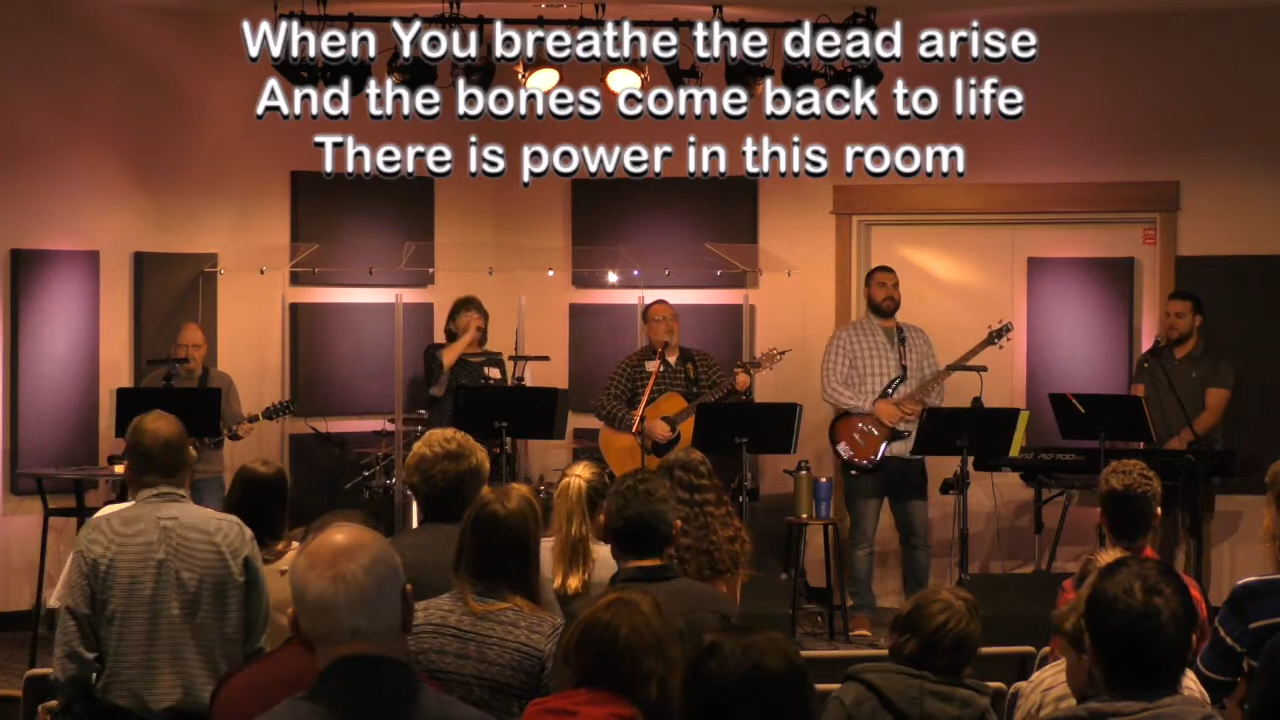 When You breathe the dead arise
And the bones come back to life
There is power in this room